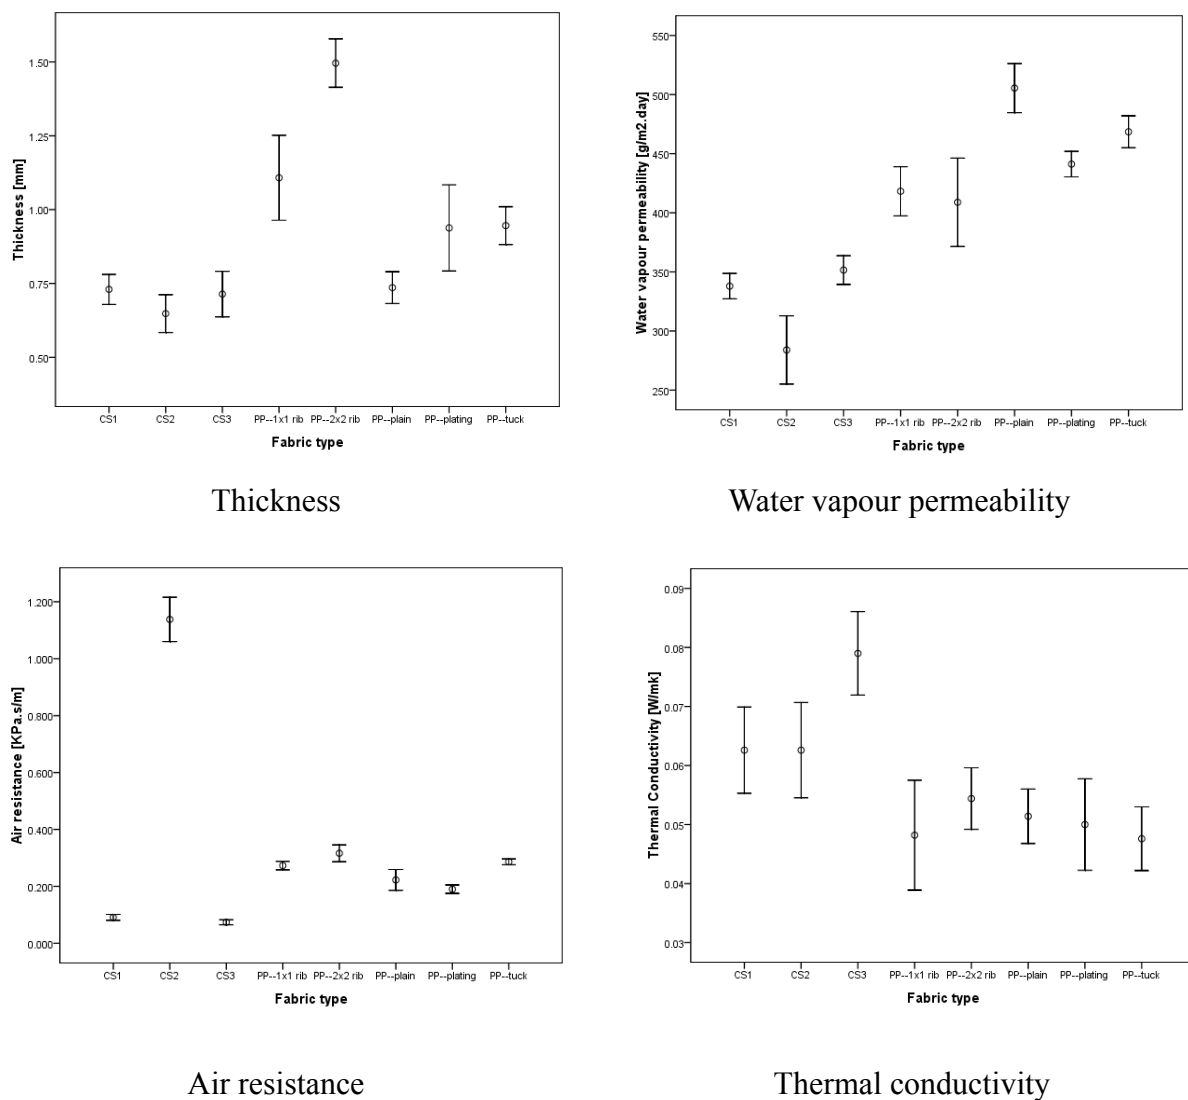 Thickness [mm]
1.50
1.25
1.00
0.75
0.50
CS1 CS2 CS3 PP--1x1 rib PP--2x2 rib PP--plain PP--plating PP--tuck
Fabric type
Thickness
Water vapour permeability [g/m2.day]
550
500
450
400
350
300
250
CS1 CS2 CS3 PP--1x1 rib PP--2x2 rib PP--plain PP--plating PP--tuck
Fabric type
Water vapour permeability
Air resistance [KPa.s/m]
1.200
1.000
0.800
0.600
0.400
0.200
0.000
CS1 CS2 CS3 PP--1x1 rib PP--2x2 rib PP--plain PP--plating PP--tuck
Fabric type
Air resistance
Thermal Conductivity [W/mk]
0.09
0.08
0.07
0.06
0.05
0.04
0.03
CS1 CS2 CS3 PP--1x1 rib PP--2x2 rib PP--plain PP--plating PP--tuck
Fabric type
Thermal conductivity